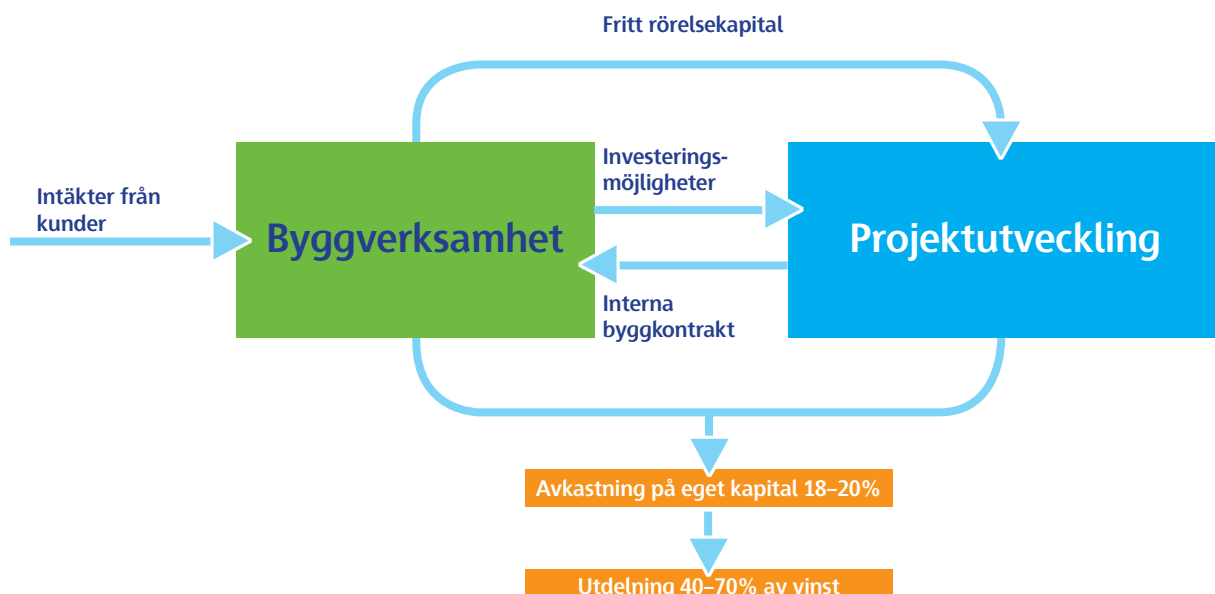 Fritt rörelsekapital
Intäkter från
kunder
Byggverksamhet
Investerings-
möjligheter
Interna
byggkontrakt
Projektutveckling
Avkastning på eget kapital 18–20%
Utdelning 40–70% av vinst